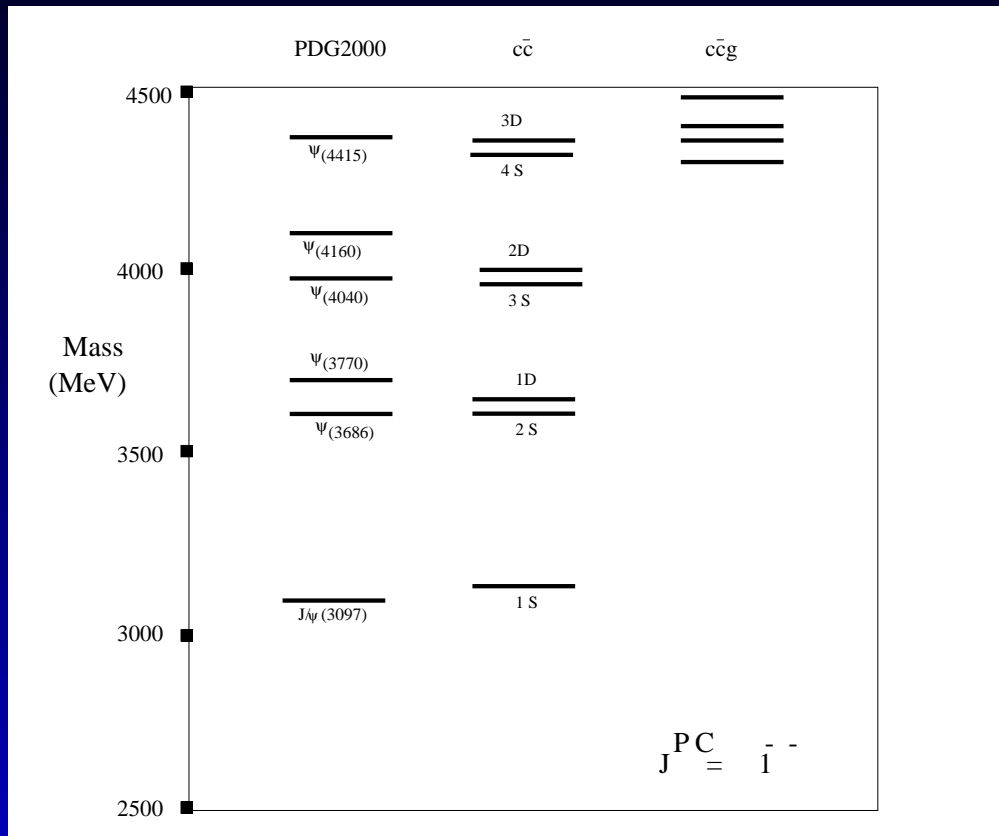 PDG2000 cc̄ cc̄g
4500
3D
ψ(4415)
4 S
ψ(4160)
2D
4000
ψ(4040)
3 S
Mass
(MeV)
ψ(3770)
1D
ψ(3686)
2 S
3500
J/ψ(3097)
1 S
3000
J PC = 1 - -
2500